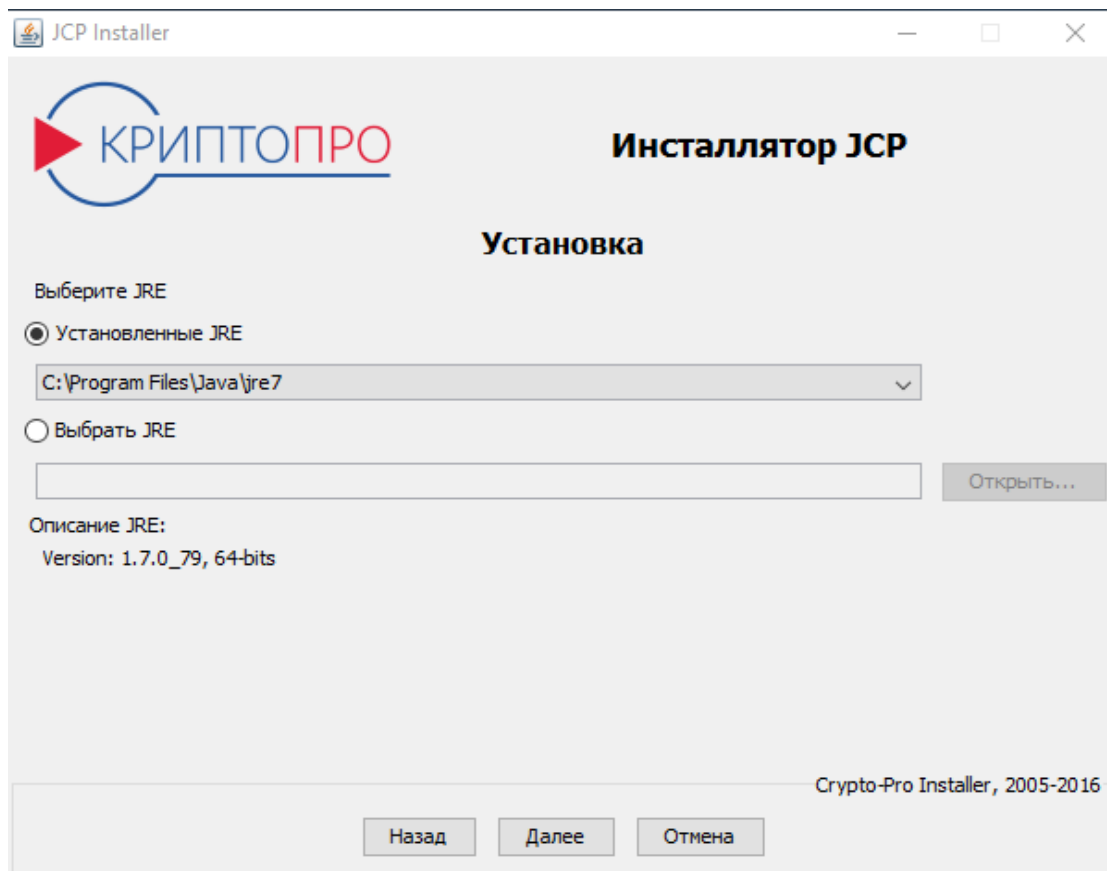 JCP Installer
КРИПТОПРО
Инсталлятор JCP
Установка
Выберите JRE
Установленные JRE
C:\Program Files\Java\jre7
Выбрать JRE
Открыть...
Описание JRE:
Version: 1.7.0_79, 64-bits
Crypto-Pro Installer, 2005-2016
Назад Далее Отмена